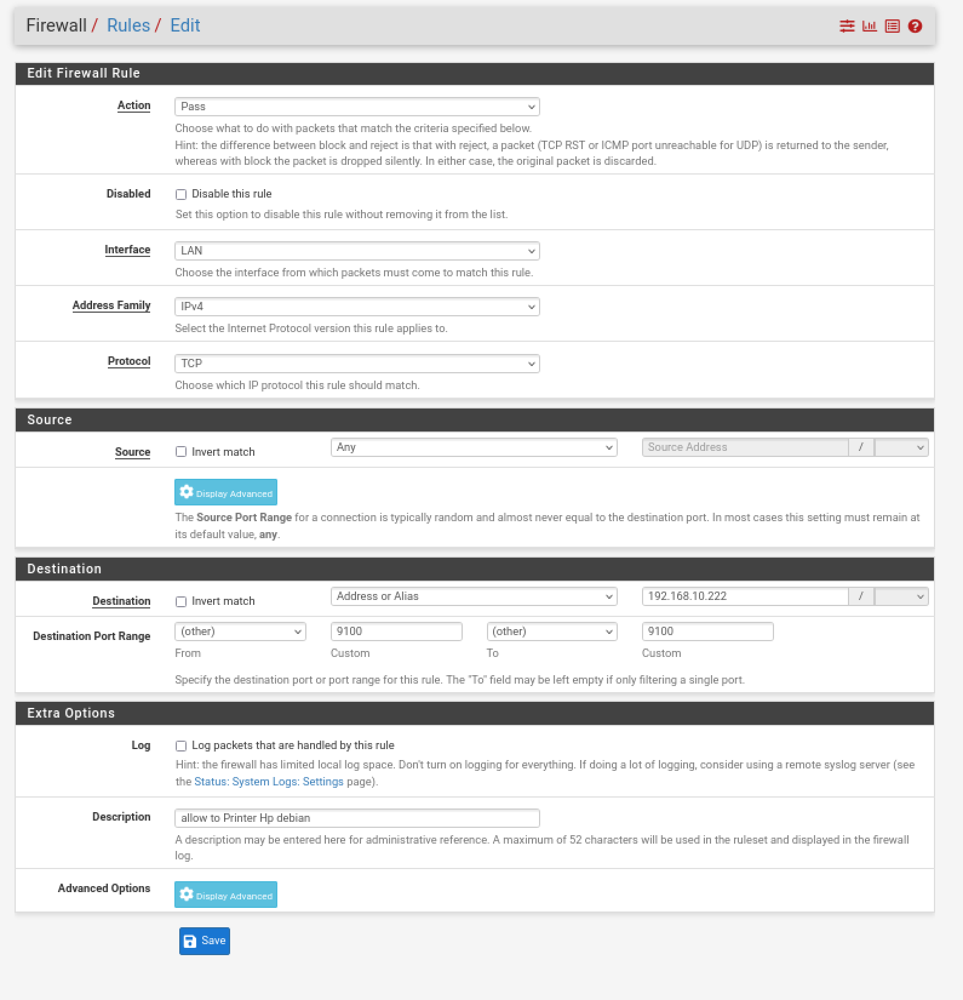 Firewall / Rules / Edit
Edit Firewall Rule
Action
Pass
Choose what to do with packets that match the criteria specified below.
Hint: the difference between block and reject is that with reject, a packet (TCP RST or ICMP port unreachable for UDP) is returned to the sender,
whereas with block the packet is dropped silently. In either case, the original packet is discarded.
Disabled
Disable this rule
Set this option to disable this rule without removing it from the list.
Interface
LAN
Choose the interface from which packets must come to match this rule.
Address Family
IPv4
Select the Internet Protocol version this rule applies to.
Protocol
TCP
Choose which IP protocol this rule should match.
Source
Source
Invert match
Any
Source Address
/
Display Advanced
The Source Port Range for a connection is typically random and almost never equal to the destination port. In most cases this setting must remain at
its default value, any.
Destination
Destination
Invert match
Address or Alias
192.168.10.222
/
Destination Port Range
(other)
9100
(other)
9100
From
Custom
To
Custom
Specify the destination port or port range for this rule. The "To" field may be left empty if only filtering a single port.
Extra Options
Log
Log packets that are handled by this rule
Hint: the firewall has limited local log space. Don't turn on logging for everything. If doing a lot of logging, consider using a remote syslog server (see
the Status: System Logs: Settings page).
Description
allow to Printer Hp debian
A description may be entered here for administrative reference. A maximum of 52 characters will be used in the ruleset and displayed in the firewall
log.
Advanced Options
Display Advanced
Save